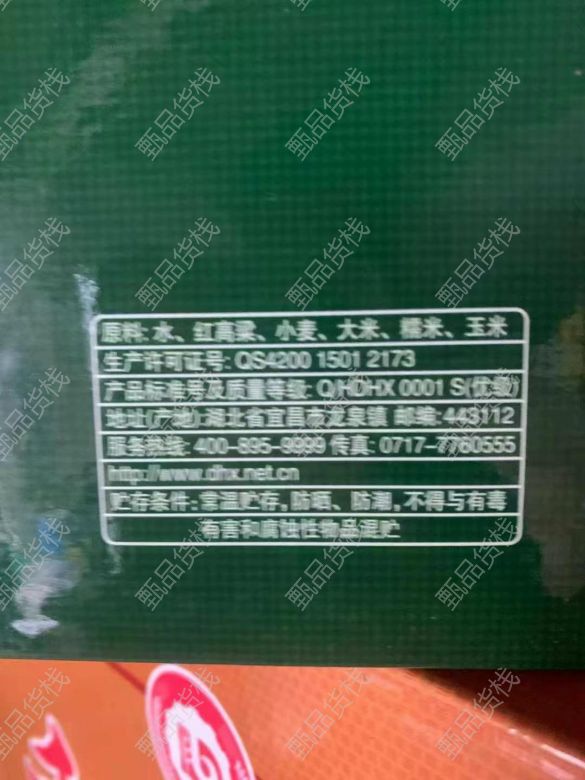 原料:水、红高粱、小麦、大米、糯米、玉米
生产许可证号: QS4200 1501 2173
产品标准号及质量等级: Q/HDHX 0001 S(优级)
地址(产地):湖北省宜昌市龙泉镇 邮编:443112
服务热线: 400-895-9999 传真: 0717-7760555
http://www.dhx.net.cn
贮存条件:常温贮存,防晒、防潮,不得与有毒
有害和腐蚀性物品混贮
甄品货栈